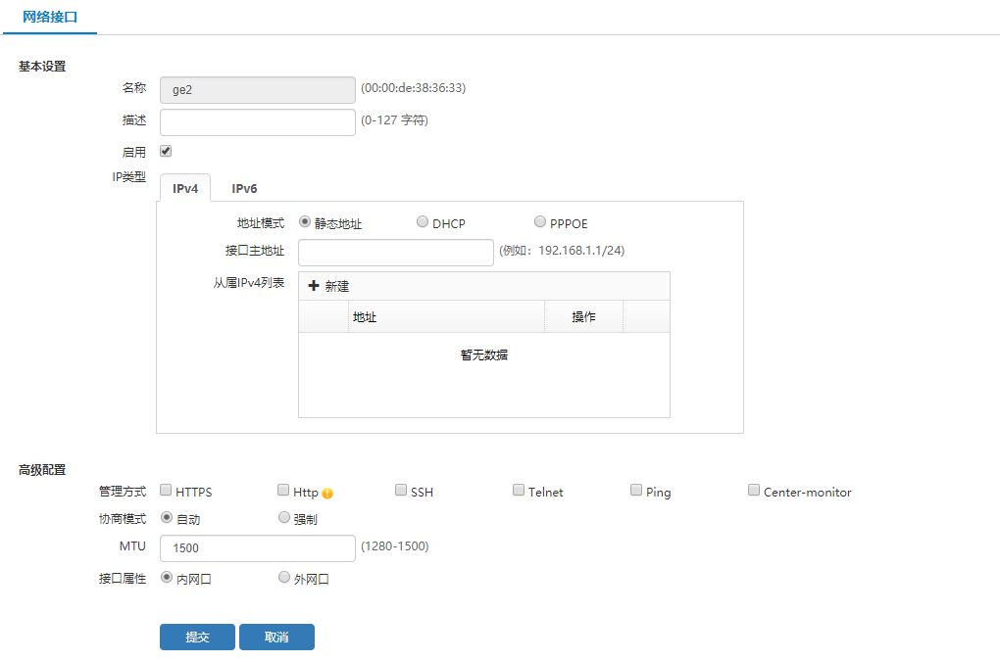 网络接口
基本设置
名称 ge2 (00:00:de:38:36:33)
描述 (0-127 字符)
启用
IP类型 IPv4 IPv6
地址模式 静态地址 DHCP PPPOE
接口主地址 (例如：192.168.1.1/24)
从属IPv4列表 新建
地址 操作
暂无数据
高级配置
管理方式 HTTPS Http SSH Telnet Ping Center-monitor
协商模式 自动 强制
MTU 1500 (1280-1500)
接口属性 内网口 外网口
提交 取消